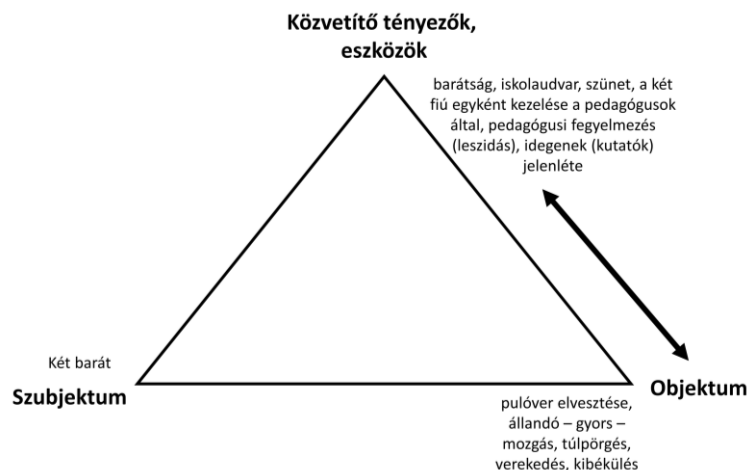 Közvetítő tényezők,
eszközök
barátság, iskolaudvar, szünet, a két
fiú egyként kezelése a pedagógusok
által, pedagógusi fegyelmezés
(leszidás), idegenek (kutatók)
jelenléte
Két barát
Szubjektum
Objektum
pulóver elvesztése,
állandó – gyors –
mozgás, túlpörgés,
verekedés, kibékülés